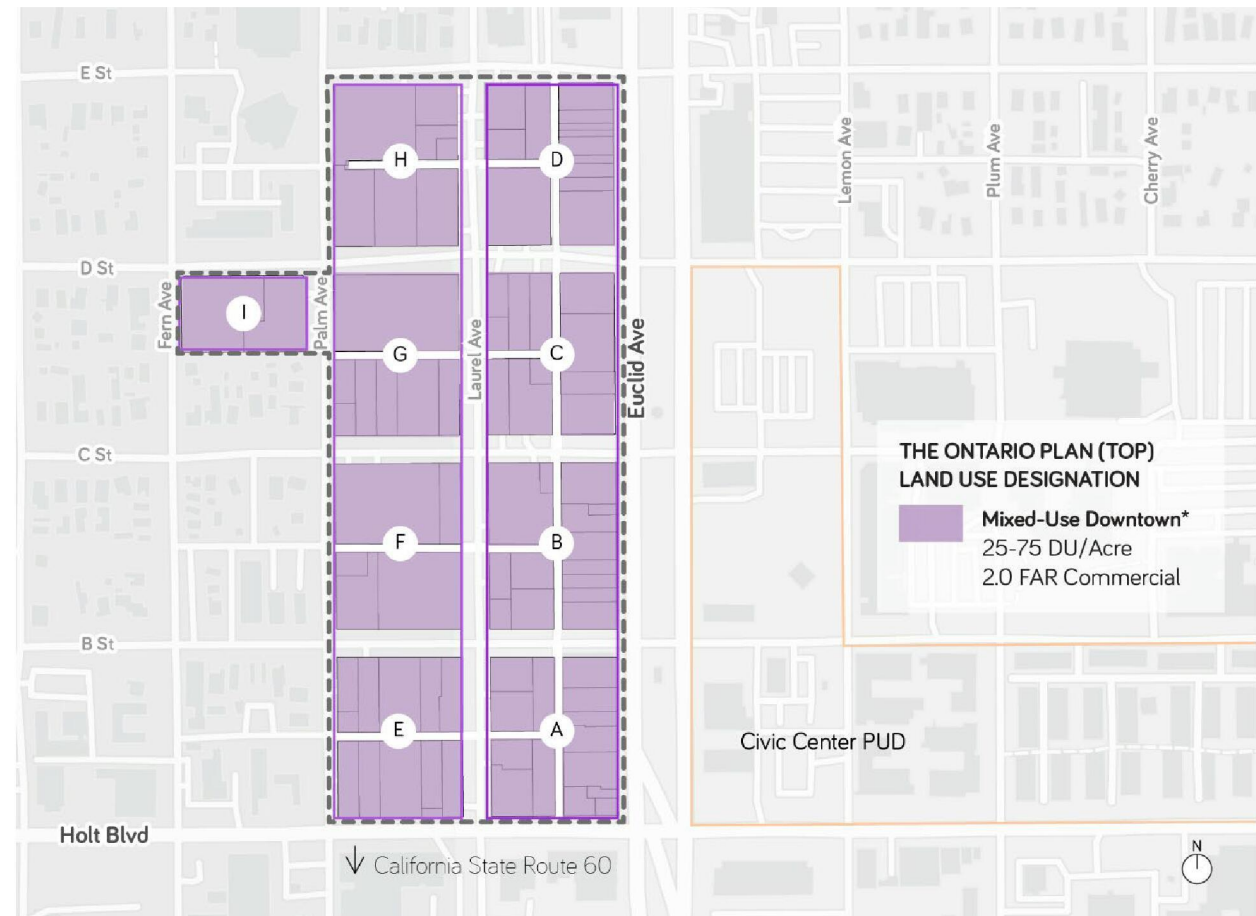 E St
H
D
Lemon Ave
Plum Ave
Cherry Ave
D St
Fern Ave
I
Palm Ave
G
Laurel Ave
C
Euclid Ave
C St
F
B
B St
E
A
Holt Blvd
California State Route 60
Civic Center PUD
THE ONTARIO PLAN (TOP)
LAND USE DESIGNATION
Mixed-Use Downtown*
25-75 DU/Acre
2.0 FAR Commercial
N